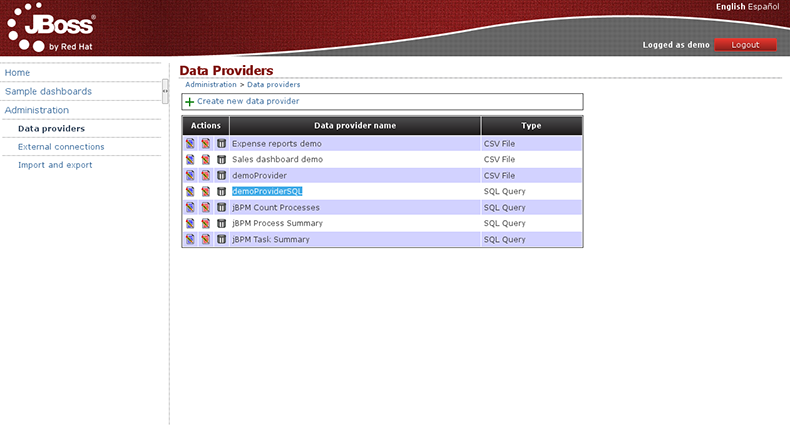 English Español
JBoss
by Red Hat
Logged as demo Logout
Home
Sample dashboards
Administration
Data providers
External connections
Import and export
Data Providers
Administration > Data providers
Create new data provider
Actions Data provider name Type
Expense reports demo CSV File
Sales dashboard demo CSV File
demoProvider CSV File
demoProviderSQL SQL Query
jBPM Count Processes SQL Query
jBPM Process Summary SQL Query
jBPM Task Summary SQL Query